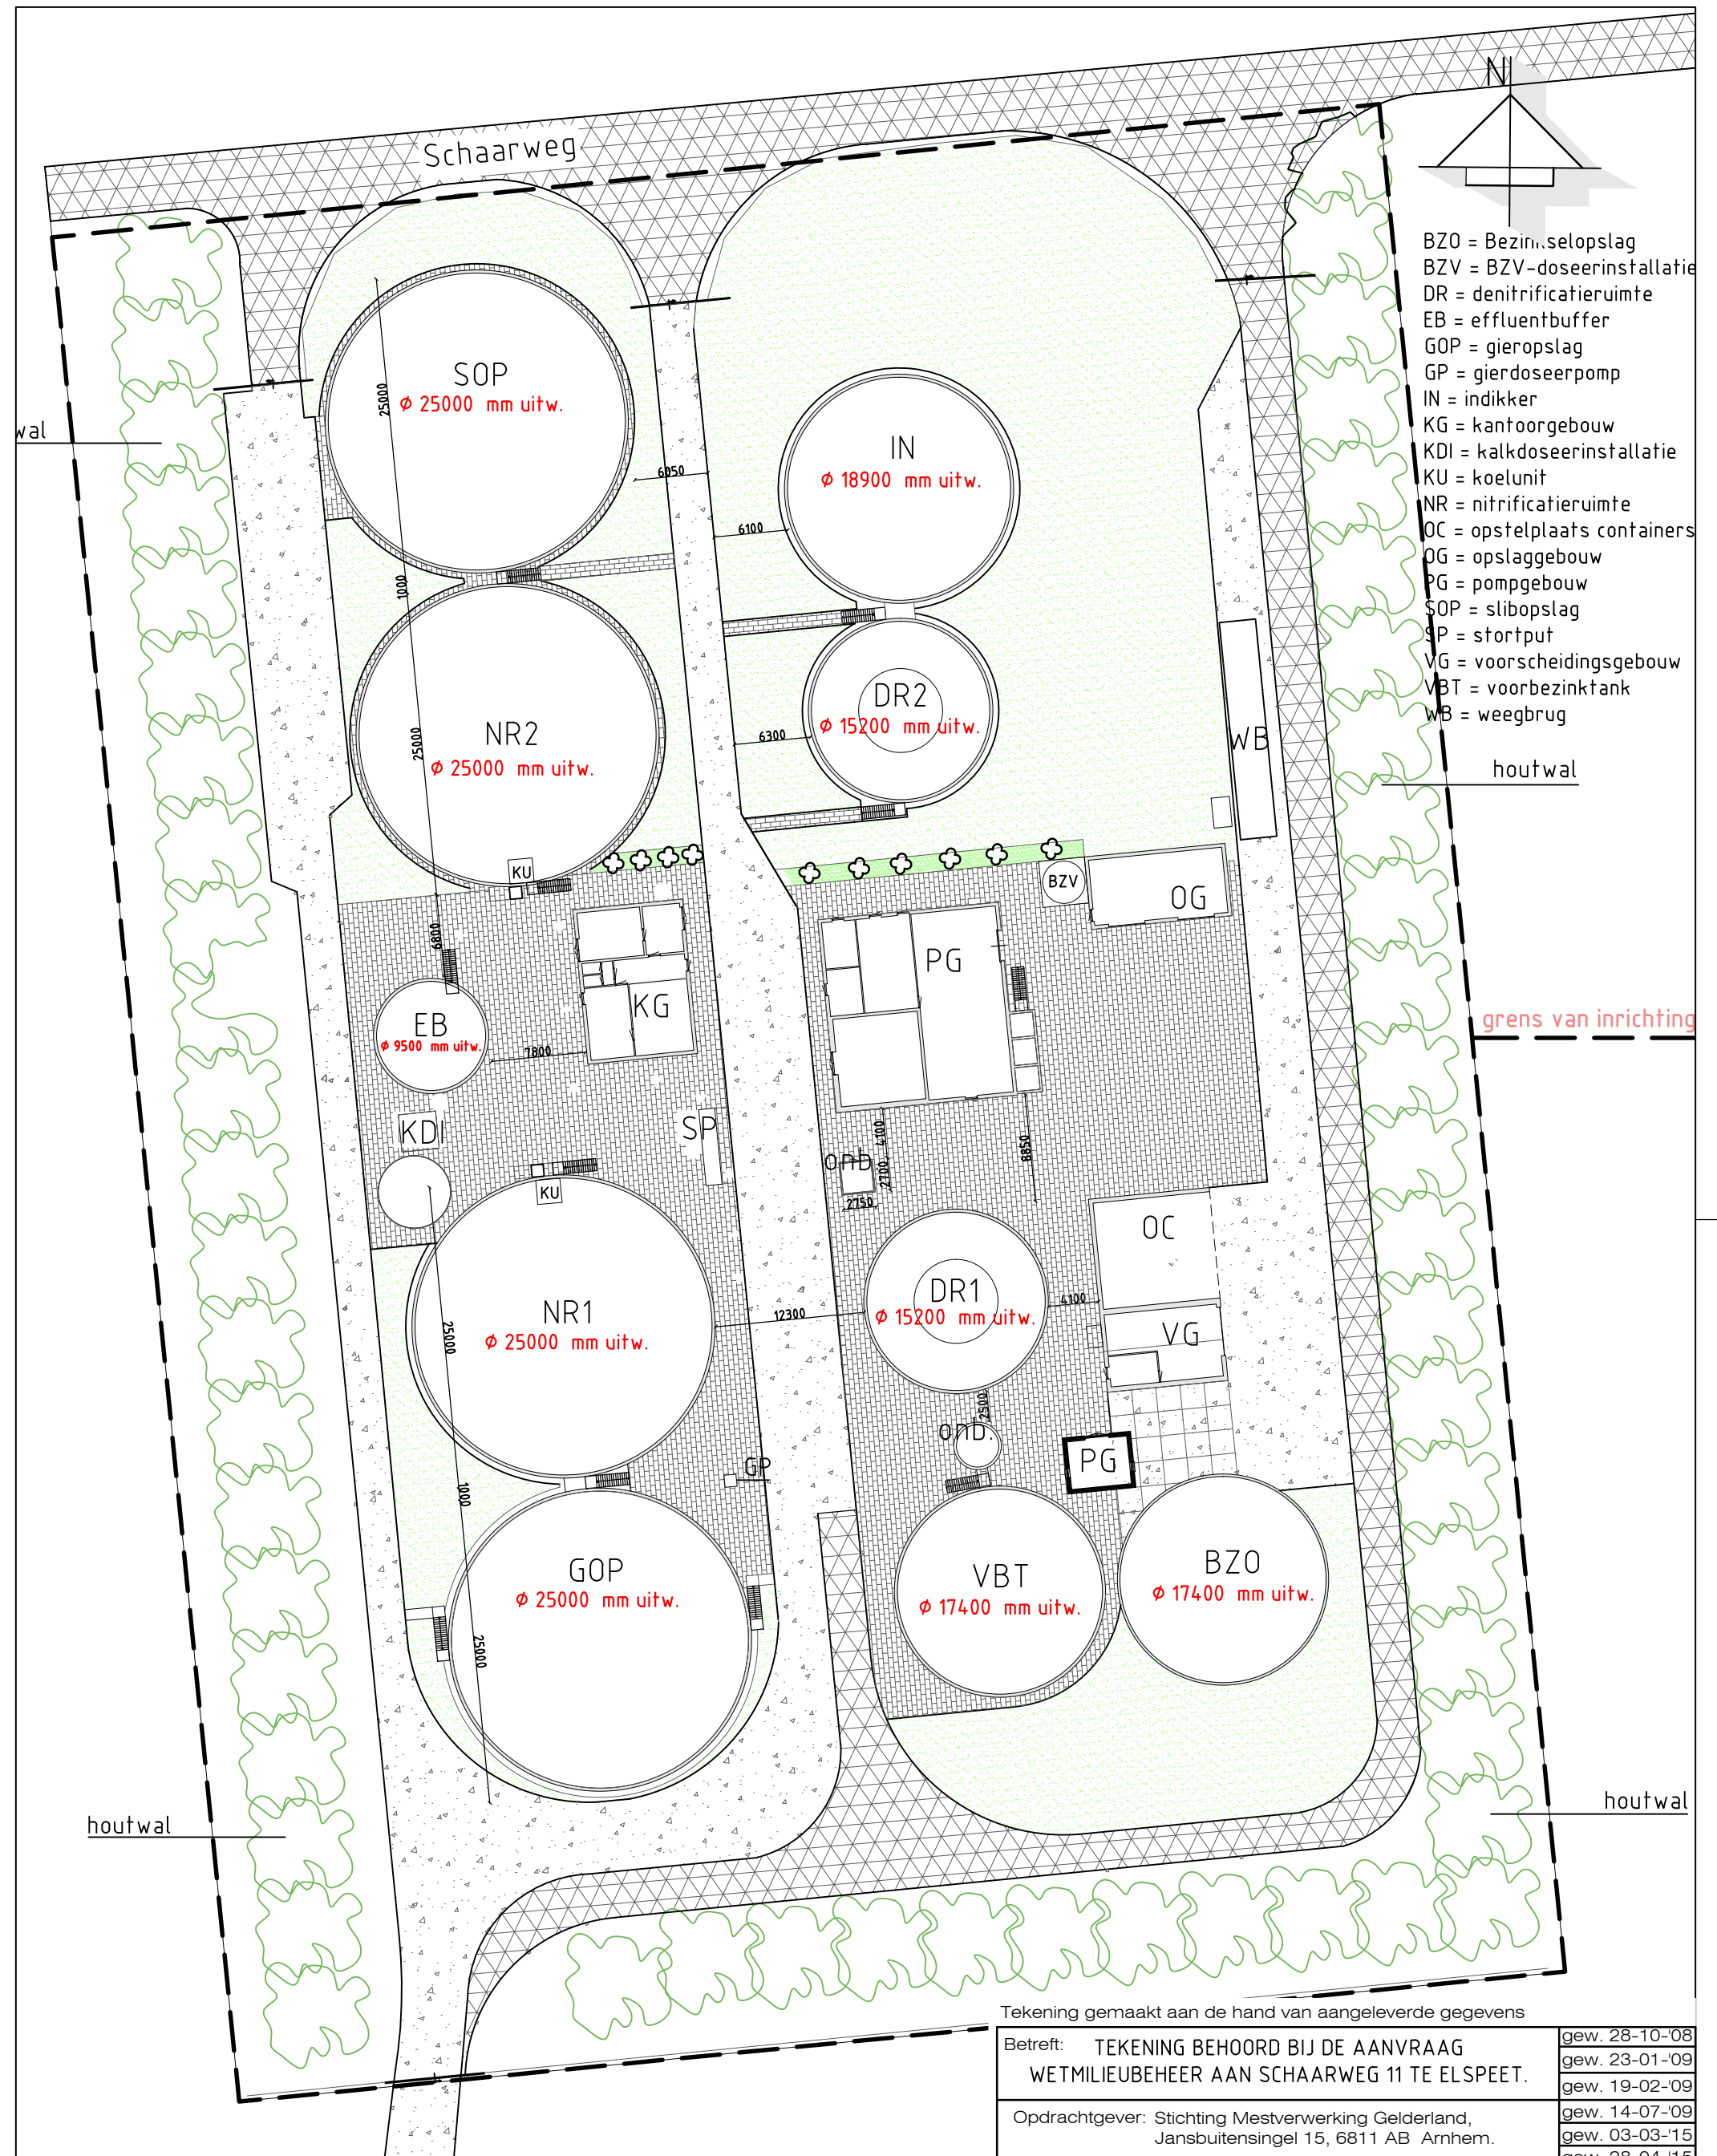 N
Schaarweg
BZO = Bezinkselopslag
BZV = BZV-doseerinstallatie
DR = denitrificatieruimte
EB = effluentbuffer
GOP = gieropslag
GP = gierdoseerpomp
IN = indikker
KG = kantoorgebouw
KDI = kalkdoseerinstallatie
KU = koelunit
NR = nitrificatieruimte
OC = opstelplaats containers
OG = opslaggebouw
PG = pompgebouw
SOP = slibopslag
SP = stortput
VG = voorscheidingsgebouw
VBT = voorbezinktank
WB = weegbrug
SOP
Ø 25000 mm uitw.
25000
wal
IN
Ø 18900 mm uitw.
6050
6100
1000
DR2
Ø 15200 mm uitw.
6300
NR2
Ø 25000 mm uitw.
25000
WB
houtwal
KU
BZV
OG
6800
PG
KG
EB
Ø 9500 mm uitw.
7800
grens van inrichting
KDI
SP
4100
8850
onb.
2700
2750
KU
OC
NR1
Ø 25000 mm uitw.
25000
12300
DR1
Ø 15200 mm uitw.
4100
VG
2500
onb.
GP
PG
1000
GOP
Ø 25000 mm uitw.
25000
VBT
Ø 17400 mm uitw.
BZO
Ø 17400 mm uitw.
houtwal
houtwal
Tekening gemaakt aan de hand van aangeleverde gegevens
Betreft: TEKENING BEHOORD BIJ DE AANVRAAG
WETMILIEUBEHEER AAN SCHAARWEG 11 TE ELSPEET.
gew. 28-10-'08
gew. 23-01-'09
gew. 19-02-'09
Opdrachtgever: Stichting Mestverwerking Gelderland,
Jansbuitensingel 15, 6811 AB Arnhem.
gew. 14-07-'09
gew. 03-03-'15
gew. 28-04-'15